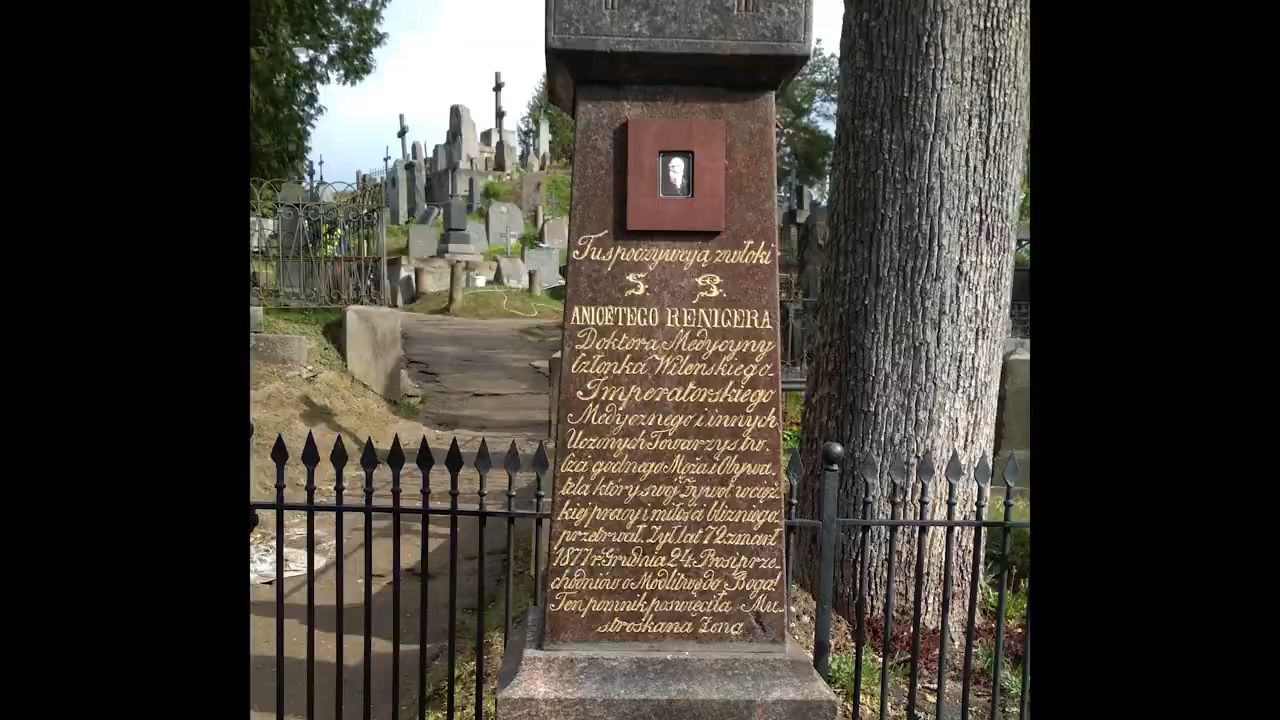 Tu spoczywają zwłoki
Ś. P.
ANICETEGO RENIGERA
Doktora Medycyny
Członka Wileńskiego
Imperatorskiego
Medycznego i innych
Uczonych Towarzystw.
Czci godnego Męża i Obywa-
tela który swój Żywot w cięż-
kiej pracy i miłości bliźniego
przetrwał. Żył lat 72 zmarł
1877 r. Grudnia 24. Prosi prze-
chodniów o Modlitwę do Boga!
Ten pomnik poświęciła Mu
stroskana Żona